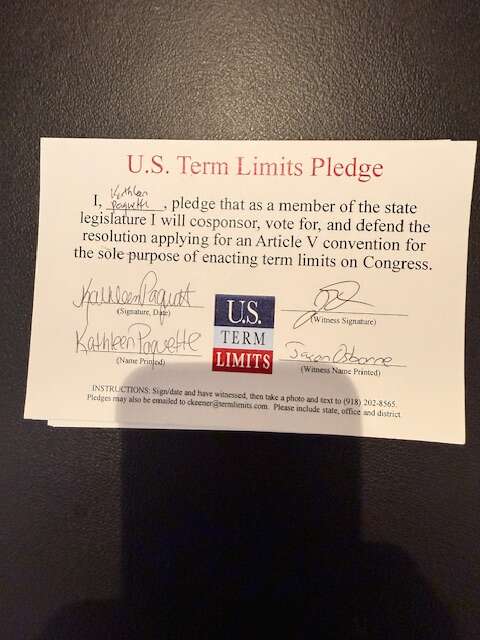 U.S. Term Limits Pledge
Kathleen
I, Paquette, pledge that as a member of the state
legislature I will cosponsor, vote for, and defend the
resolution applying for an Article V convention for
the sole purpose of enacting term limits on Congress.
Kathleen Paquett
(Signature, Date)
(Witness Signature)
U.S.
TERM
LIMITS
Kathleen Paquette
(Name Printed)
Jason Osborne
(Witness Name Printed)
INSTRUCTIONS: Sign/date and have witnessed, then take a photo and text to (918) 202-8565.
Pledges may also be emailed to ckeener@termlimits.com. Please include state, office and district.